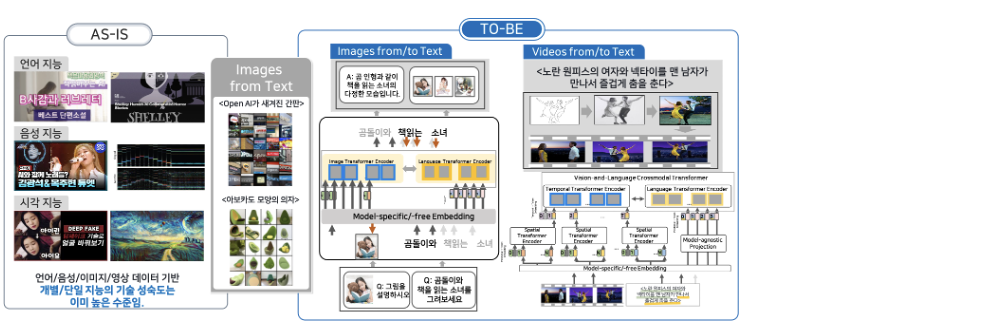 AS-IS
언어 지능
B사감과 러브레터
베스트 단편소설
SHELLEY
음성 지능
AI와 함께 노래를?
김광석&옥주현 듀엣
시각 지능
아이린
DEEP FAKE
얼굴 바꿔보기
언어/음성/이미지/영상 데이터 기반
개별/단일 지능의 기술 성숙도는
이미 높은 수준임.
Images
from Text
<Open AI가 새겨진 간판>
<아보카도 모양의 의자>
TO-BE
Images from/to Text
A: 곰 인형과 같이
책을 읽는 소녀의
다정한 모습입니다.
곰돌이와 책읽는 소녀
Image Transformer Encoder
Language Transformer Encoder
Model-specific/-free Embedding
곰돌이와 책읽는 소녀
Q: 그림을
설명하시오
Q: 곰돌이와
책을 읽는 소녀를
그려보세요
Videos from/to Text
<노란 원피스의 여자와 넥타이를 맨 남자가
만나서 즐겁게 춤을 춘다>
Vision-and-Language Crossmodal Transformer
Temporal Transformer Encoder
Language Transformer Encoder
Spatial
Transformer
Encoder
Spatial
Transformer
Encoder
Spatial
Transformer
Encoder
Model-agnostic
Projection
Model-specific/-free Embedding
<노란 원피스의 여자와
넥타이를 맨 남자가 만나서
즐겁게 춤을 춘다>